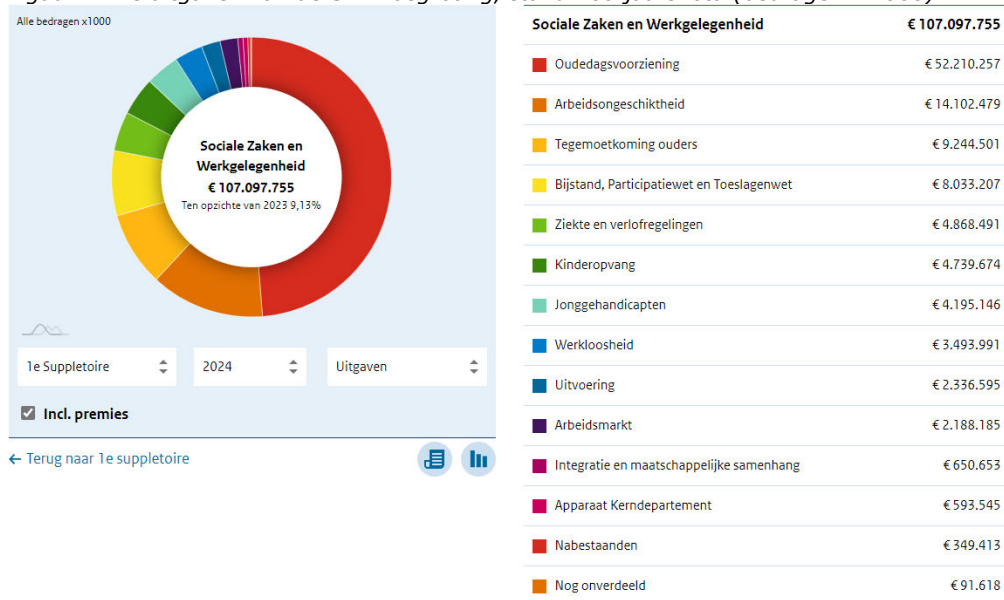 Alle bedragen x1000
Sociale Zaken en
Werkgelegenheid
€ 107.097.755
Ten opzichte van 2023 9,13%
1e Suppletoire
2024
Uitgaven
Incl. premies
← Terug naar 1e suppletoire
Sociale Zaken en Werkgelegenheid € 107.097.755
Oudedagsvoorziening € 52.210.257
Arbeidsongeschiktheid € 14.102.479
Tegemoetkoming ouders € 9.244.501
Bijstand, Participatiewet en Toeslagenwet € 8.033.207
Ziekte en verlofregelingen € 4.868.491
Kinderopvang € 4.739.674
Jonggehandicapten € 4.195.146
Werkloosheid € 3.493.991
Uitvoering € 2.336.595
Arbeidsmarkt € 2.188.185
Integratie en maatschappelijke samenhang € 650.653
Apparaat Kerndepartement € 593.545
Nabestaanden € 349.413
Nog onverdeeld € 91.618